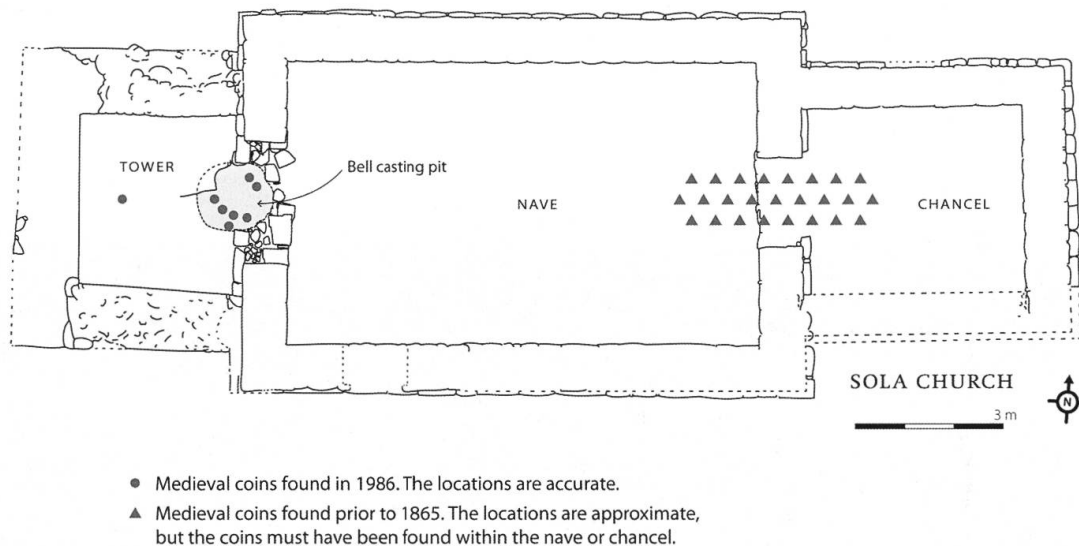 TOWER
Bell casting pit
NAVE
CHANCEL
SOLA CHURCH
N
3 m
Medieval coins found in 1986. The locations are accurate.
Medieval coins found prior to 1865. The locations are approximate,
but the coins must have been found within the nave or chancel.